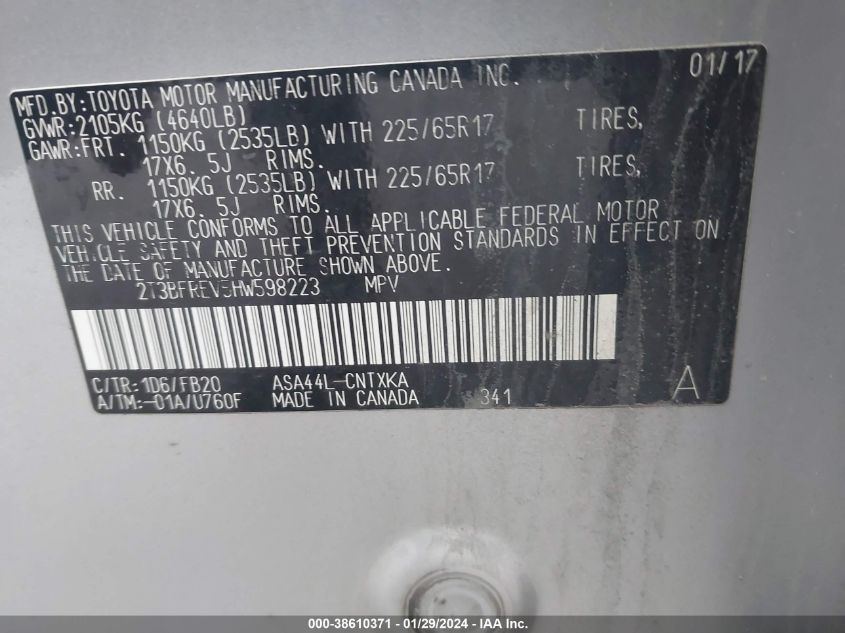 MFD.BY:TOYOTA MOTOR MANUFACTURING CANADA INC. 01/17
GVWR:2105KG (4640LB)
GAWR:FRT. 1150KG (2535LB) WITH 225/65R17 TIRES,
17X6. 5J RIMS.
RR. 1150KG (2535LB) WITH 225/65R17 TIRES,
17X6. 5J RIMS.
THIS VEHICLE CONFORMS TO ALL APPLICABLE FEDERAL MOTOR
VEHICLE SAFETY AND THEFT PREVENTION STANDARDS IN EFFECT ON
THE DATE OF MANUFACTURE SHOWN ABOVE.
2T3BFREV5HW598223 MPV
C/TR:1D6/FB20 ASA44L-CNTXKA A
A/TM:-01A/U760F MADE IN CANADA 341
000-38610371 - 01/29/2024 - IAA Inc.